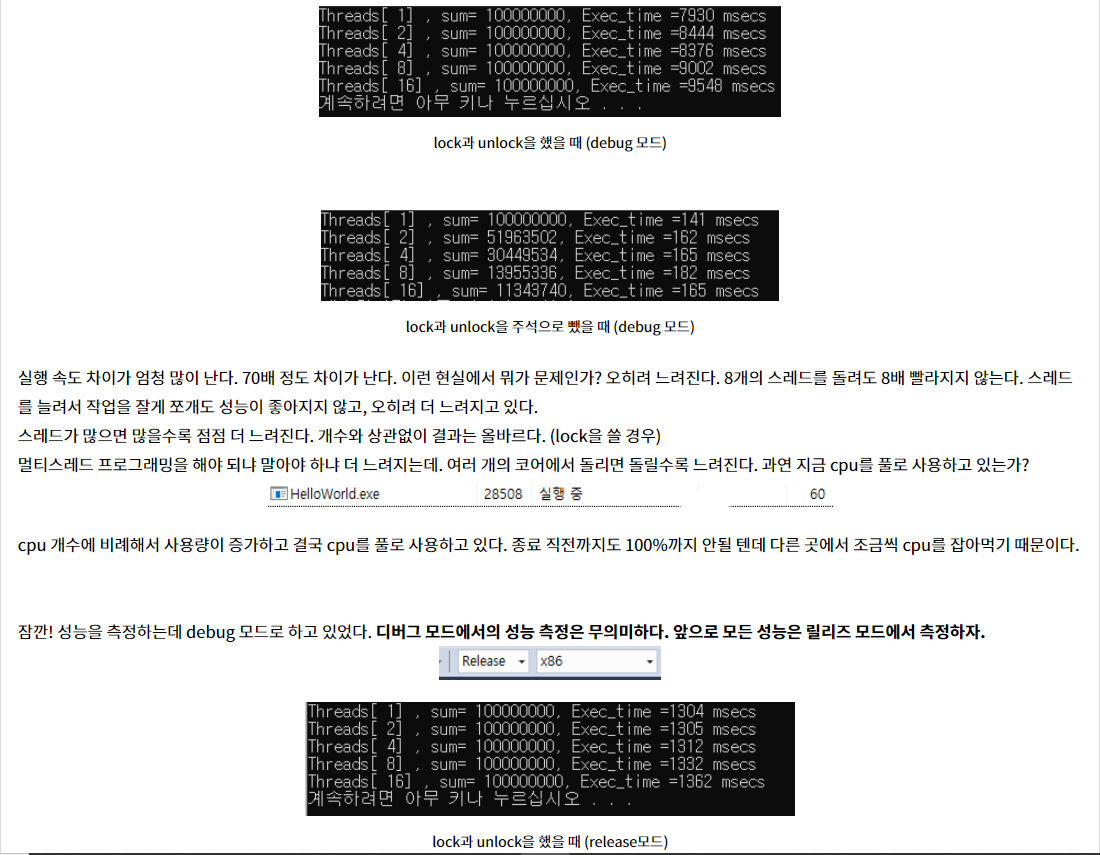 Threads[ 1] , sum= 100000000, Exec_time =7930 msecs
Threads[ 2] , sum= 100000000, Exec_time =8444 msecs
Threads[ 4] , sum= 100000000, Exec_time =8376 msecs
Threads[ 8] , sum= 100000000, Exec_time =9002 msecs
Threads[ 16] , sum= 100000000, Exec_time =9548 msecs
계속하려면 아무 키나 누르십시오 . . .
lock과 unlock을 했을 때 (debug 모드)
Threads[ 1] , sum= 100000000, Exec_time =141 msecs
Threads[ 2] , sum= 51963502, Exec_time =162 msecs
Threads[ 4] , sum= 30449534, Exec_time =165 msecs
Threads[ 8] , sum= 13955336, Exec_time =182 msecs
Threads[ 16] , sum= 11343740, Exec_time =165 msecs
lock과 unlock을 주석으로 뺐을 때 (debug 모드)
실행 속도 차이가 엄청 많이 난다. 70배 정도 차이가 난다. 이런 현실에서 뭐가 문제인가? 오히려 느려진다. 8개의 스레드를 돌려도 8배 빨라지지 않는다. 스레드
를 늘려서 작업을 잘게 쪼개도 성능이 좋아지지 않고, 오히려 더 느려지고 있다.
스레드가 많으면 많을수록 점점 더 느려진다. 개수와 상관없이 결과는 올바르다. (lock을 쓸 경우)
멀티스레드 프로그래밍을 해야 되냐 말아야 하냐 더 느려지는데. 여러 개의 코어에서 돌리면 돌릴수록 느려진다. 과연 지금 cpu를 풀로 사용하고 있는가?
HelloWorld.exe 28508 실행 중 60
cpu 개수에 비례해서 사용량이 증가하고 결국 cpu를 풀로 사용하고 있다. 종료 직전까지도 100%까지 안될 텐데 다른 곳에서 조금씩 cpu를 잡아먹기 때문이다.
잠깐! 성능을 측정하는데 debug 모드로 하고 있었다. 디버그 모드에서의 성능 측정은 무의미하다. 앞으로 모든 성능은 릴리즈 모드에서 측정하자.
Release x86
Threads[ 1] , sum= 100000000, Exec_time =1304 msecs
Threads[ 2] , sum= 100000000, Exec_time =1305 msecs
Threads[ 4] , sum= 100000000, Exec_time =1312 msecs
Threads[ 8] , sum= 100000000, Exec_time =1332 msecs
Threads[ 16] , sum= 100000000, Exec_time =1362 msecs
계속하려면 아무 키나 누르십시오 . . .
lock과 unlock을 했을 때 (release모드)